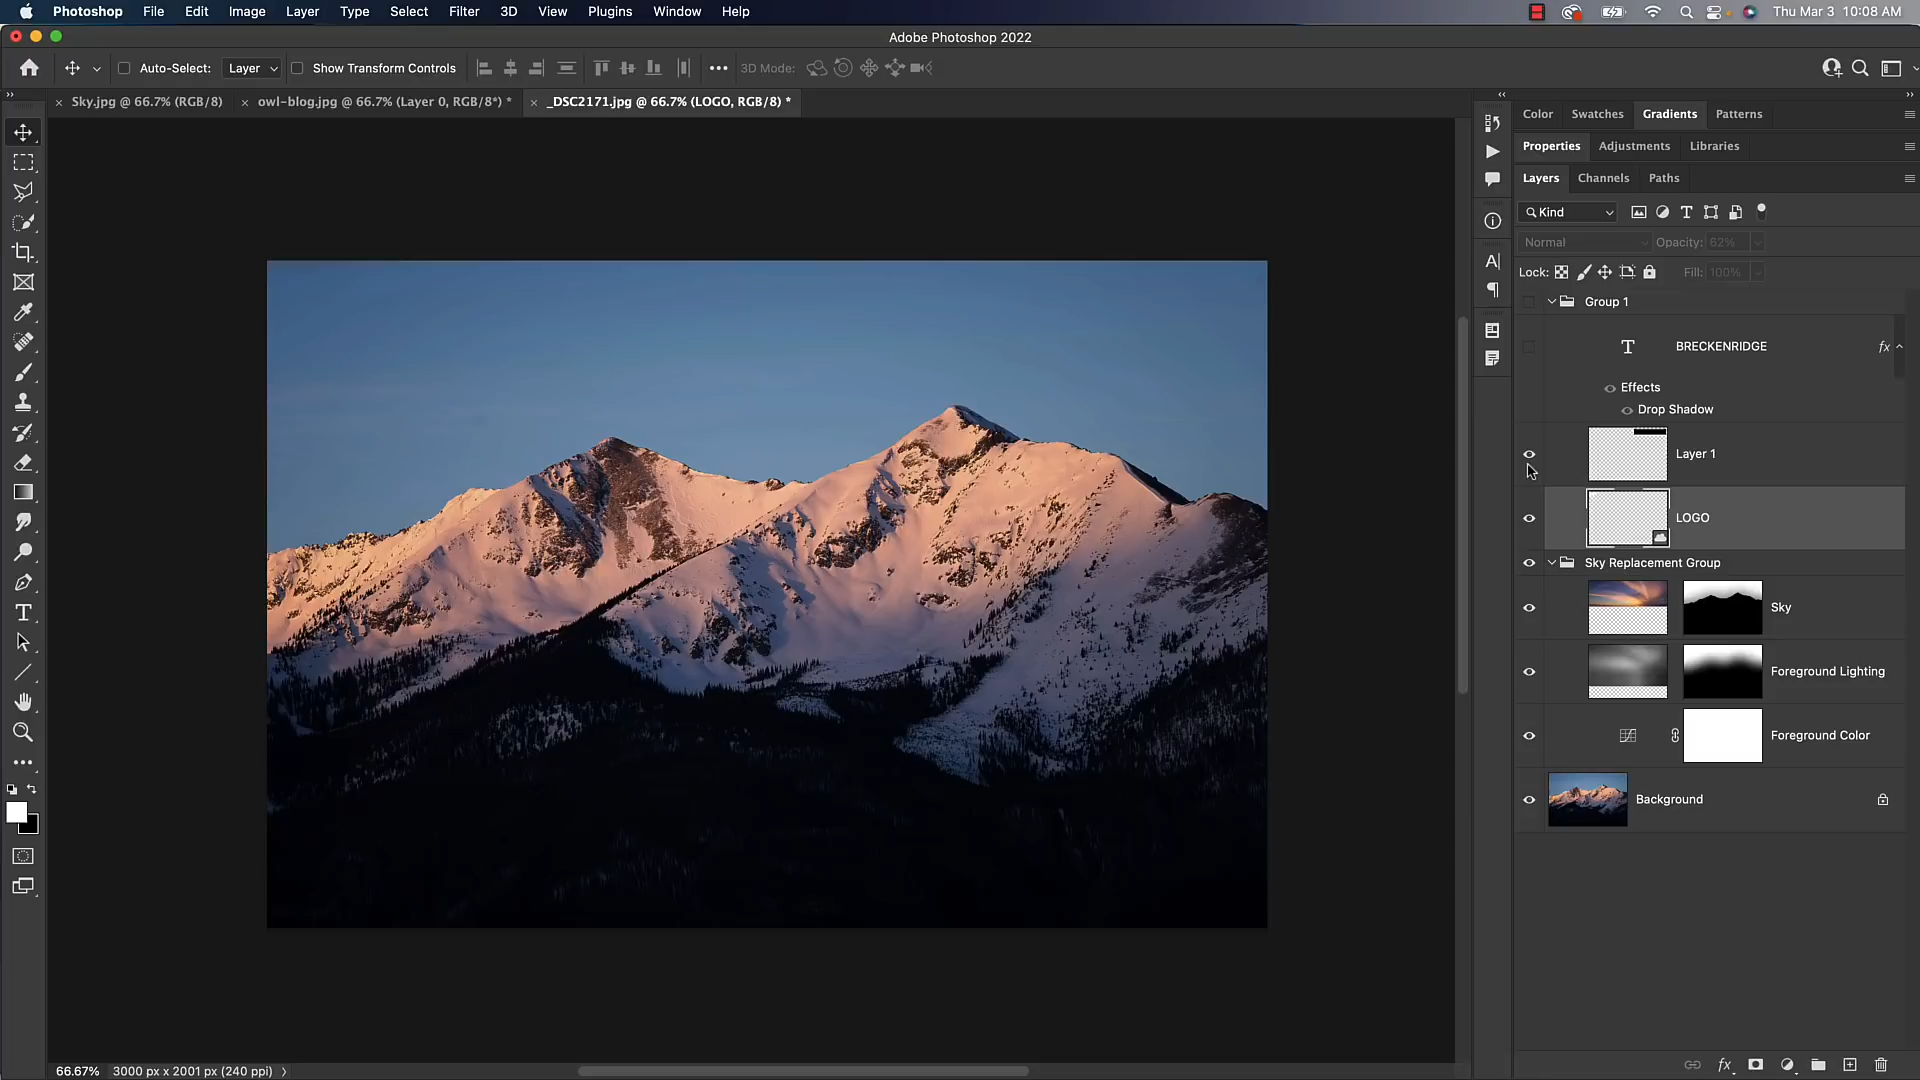 Photoshop File Edit Image Layer Type Select Filter 3D View Plugins Window Help Thu Mar 3 10:08 AM
Adobe Photoshop 2022
Auto-Select: Layer Show Transform Controls 3D Mode:
Sky.jpg @ 66.7% (RGB/8) owl-blog.jpg @ 66.7% (Layer 0, RGB/8*) * _DSC2171.jpg @ 66.7% (LOGO, RGB/8) *
Color Swatches Gradients Patterns
Properties Adjustments Libraries
Layers Channels Paths
Kind
Normal Opacity: 62%
Lock: Fill: 100%
Group 1
BRECKENRIDGE fx
Effects
Drop Shadow
Layer 1
LOGO
Sky Replacement Group
Sky
Foreground Lighting
Foreground Color
Background
66.67% 3000 px x 2001 px (240 ppi)
fx